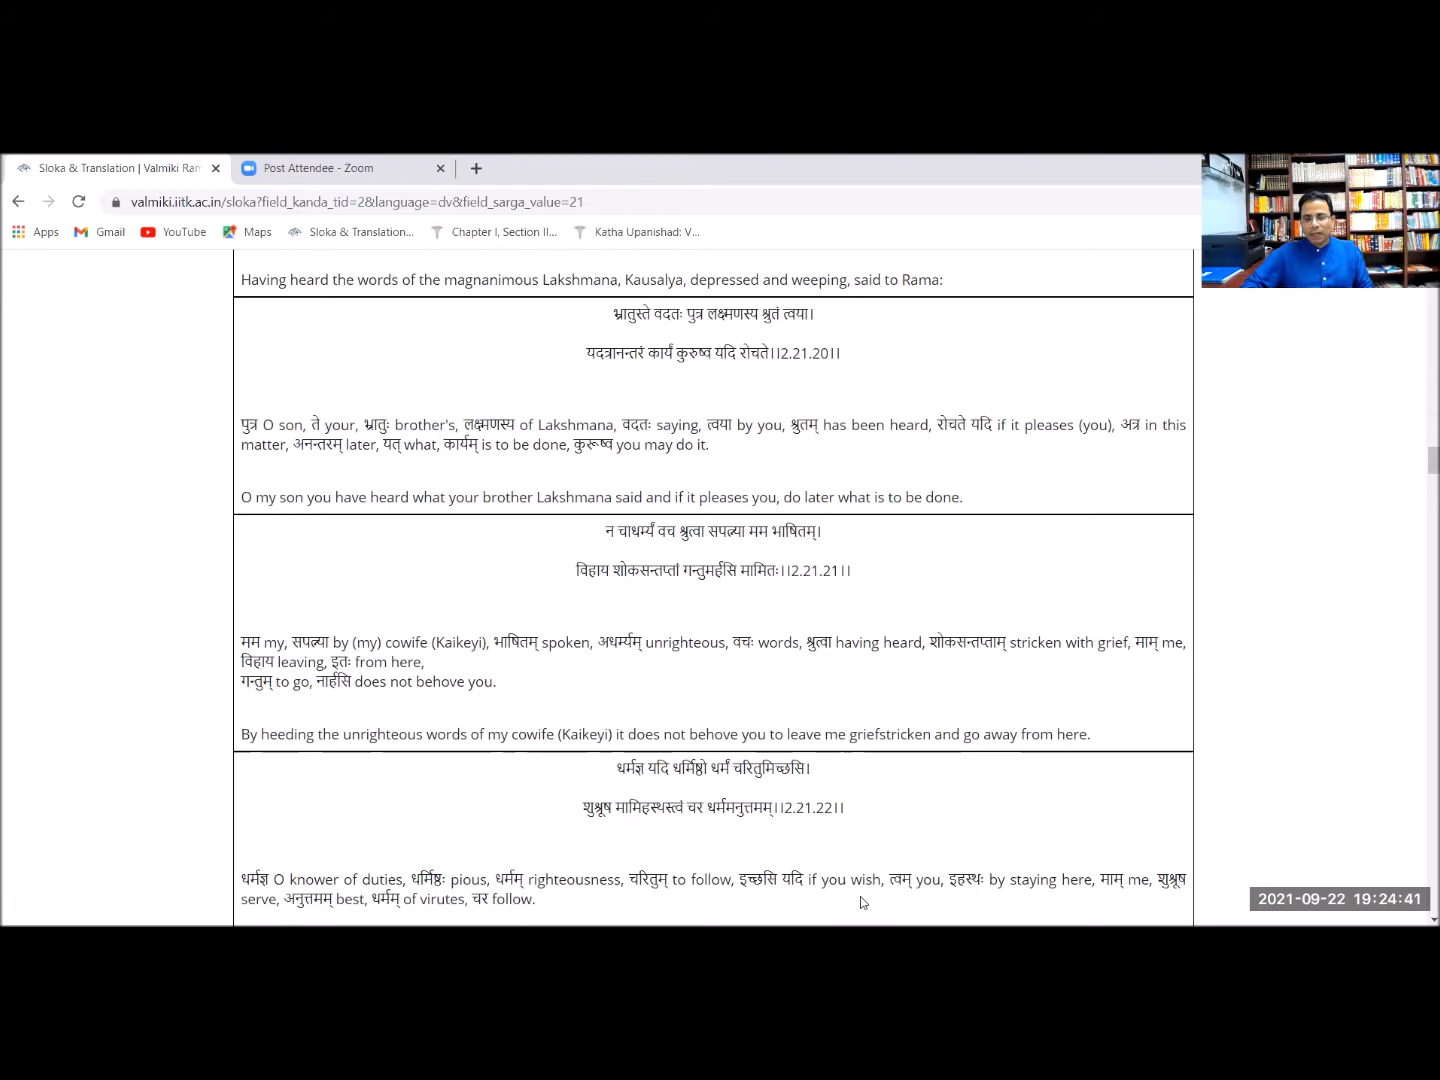 Sloka & Translation | Valmiki Ram
Post Attendee - Zoom
valmiki.iitk.ac.in/sloka?field_kanda_tid=2&language=dv&field_sarga_value=21
Apps Gmail YouTube Maps Sloka & Translation... Chapter I, Section II... Katha Upanishad: V...
Having heard the words of the magnanimous Lakshmana, Kausalya, depressed and weeping, said to Rama:
भ्रातुस्ते वदतः पुत्र लक्ष्मणस्य श्रुतं त्वया।
यदत्रानन्तरं कार्यं कुरुष्व यदि रोचते।।2.21.20।।
पुत्र O son, ते your, भ्रातुः brother's, लक्ष्मणस्य of Lakshmana, वदतः saying, त्वया by you, श्रुतम् has been heard, रोचते यदि if it pleases (you), अत्र in this
matter, अनन्तरम् later, यत् what, कार्यम् is to be done, कुरूष्व you may do it.
O my son you have heard what your brother Lakshmana said and if it pleases you, do later what is to be done.
न चाधर्म्यं वच श्रुत्वा सपत्न्या मम भाषितम्।
विहाय शोकसन्तप्तां गन्तुमर्हसि मामितः।।2.21.21।।
मम my, सपत्न्या by (my) cowife (Kaikeyi), भाषितम् spoken, अधर्म्यम् unrighteous, वचः words, श्रुत्वा having heard, शोकसन्तप्ताम् stricken with grief, माम् me,
विहाय leaving, इतः from here,
गन्तुम् to go, नार्हसि does not behove you.
By heeding the unrighteous words of my cowife (Kaikeyi) it does not behove you to leave me griefstricken and go away from here.
धर्मज्ञ यदि धर्मिष्ठो धर्मं चरितुमिच्छसि।
शुश्रूष मामिहस्थस्त्वं चर धर्ममनुत्तमम्।।2.21.22।।
धर्मज्ञ O knower of duties, धर्मिष्ठः pious, धर्मम् righteousness, चरितुम् to follow, इच्छसि यदि if you wish, त्वम् you, इहस्थः by staying here, माम् me, शुश्रूष
serve, अनुत्तमम् best, धर्मम् of virutes, चर follow.
2021-09-22 19:24:41